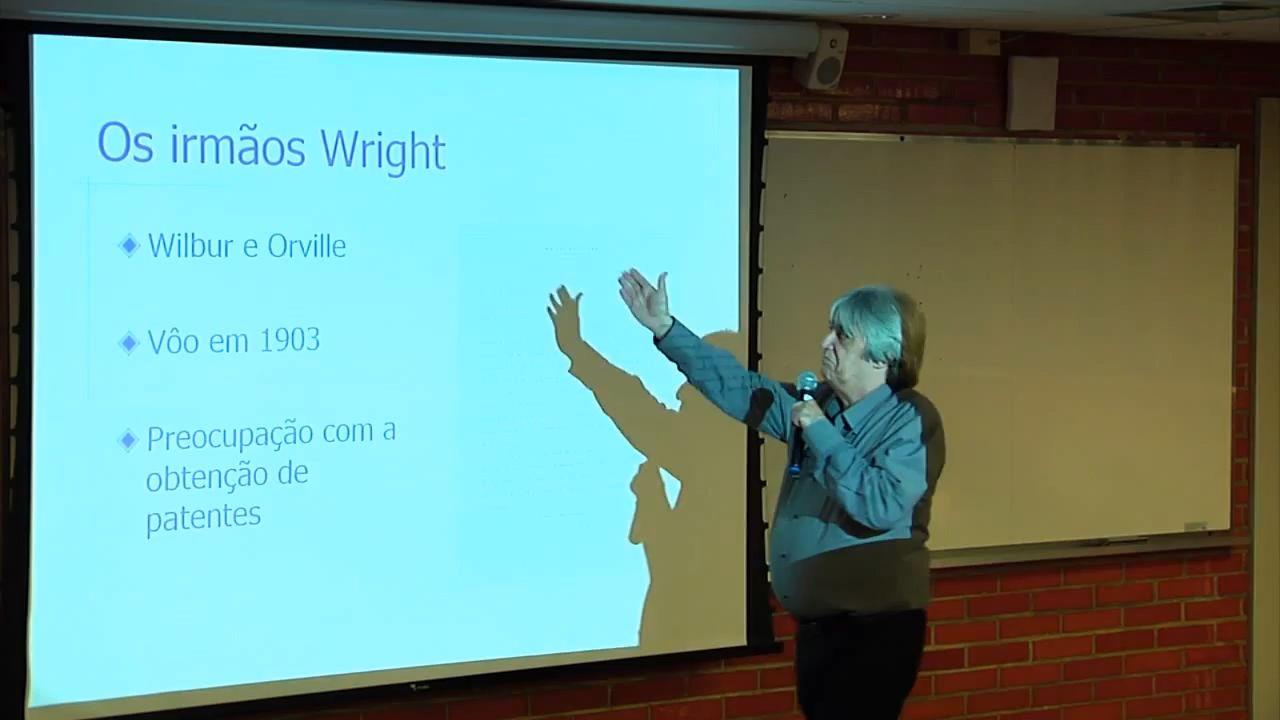 Os irmãos Wright
Wilbur e Orville
Vôo em 1903
Preocupação com a
obtenção de
patentes